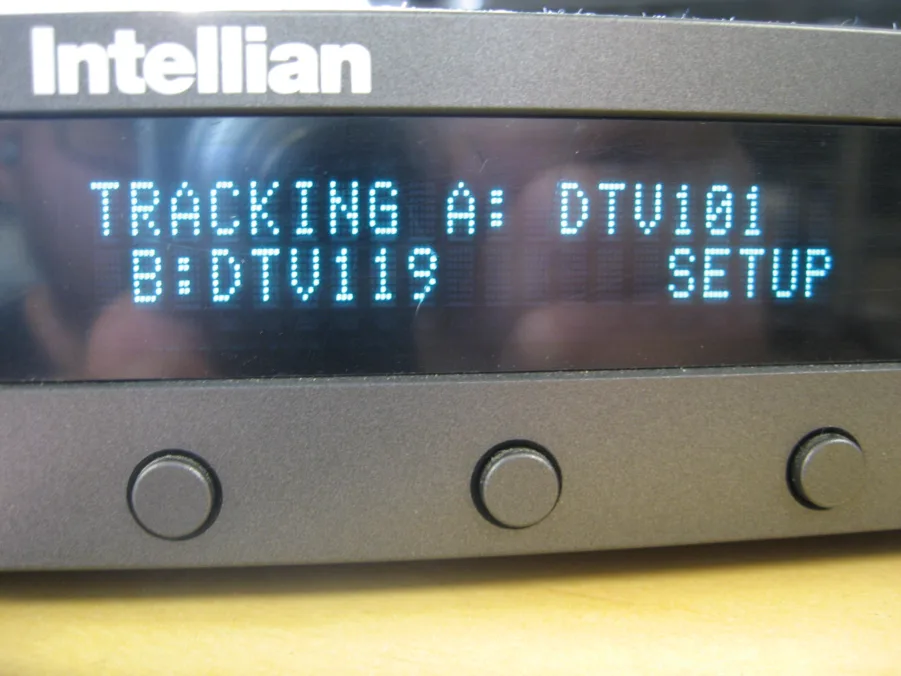 Intellian
TRACKING A: DTV101
B:DTV119 SETUP